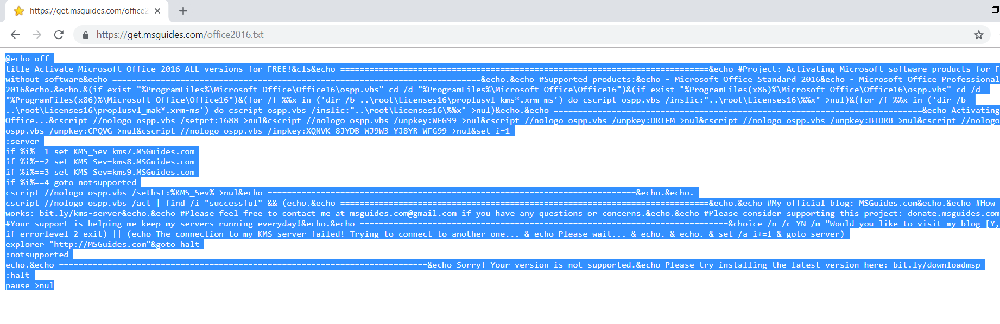 https://get.msguides.com/office2
https://get.msguides.com/office2016.txt
@echo off
title Activate Microsoft Office 2016 ALL versions for FREE!&cls&echo ============================================================================&echo #Project: Activating Microsoft software products for F
without software&echo ============================================================================&echo.&echo #Supported products:&echo - Microsoft Office Standard 2016&echo - Microsoft Office Professional
2016&echo.&echo.&(if exist "%ProgramFiles%\Microsoft Office\Office16\ospp.vbs" cd /d "%ProgramFiles%\Microsoft Office\Office16")&(if exist "%ProgramFiles(x86)%\Microsoft Office\Office16\ospp.vbs" cd /d
"%ProgramFiles(x86)%\Microsoft Office\Office16")&(for /f %%x in ('dir /b ..\root\Licenses16\proplusvl_kms*.xrm-ms') do cscript ospp.vbs /inslic:"..\root\Licenses16\%%x" >nul)&(for /f %%x in ('dir /b
..\root\Licenses16\proplusvl_mak*.xrm-ms') do cscript ospp.vbs /inslic:"..\root\Licenses16\%%x" >nul)&echo.&echo ============================================================================&echo Activating
Office...&cscript //nologo ospp.vbs /setprt:1688 >nul&cscript //nologo ospp.vbs /unpkey:WFG99 >nul&cscript //nologo ospp.vbs /unpkey:DRTFM >nul&cscript //nologo ospp.vbs /unpkey:BTDRB >nul&cscript //nologo
ospp.vbs /unpkey:CPQVG >nul&cscript //nologo ospp.vbs /inpkey:XQNVK-8JYDB-WJ9W3-YJ8YR-WFG99 >nul&set i=1
:server
if %i%==1 set KMS_Sev=kms7.MSGuides.com
if %i%==2 set KMS_Sev=kms8.MSGuides.com
if %i%==3 set KMS_Sev=kms9.MSGuides.com
if %i%==4 goto notsupported
cscript //nologo ospp.vbs /sethst:%KMS_Sev% >nul&echo ============================================================================&echo.&echo.
cscript //nologo ospp.vbs /act | find /i "successful" && (echo.&echo ============================================================================&echo.&echo #My official blog: MSGuides.com&echo.&echo #How
works: bit.ly/kms-server&echo.&echo #Please feel free to contact me at msguides.com@gmail.com if you have any questions or concerns.&echo.&echo #Please consider supporting this project: donate.msguides.com
#Your support is helping me keep my servers running everyday!&echo.&echo ============================================================================&choice /n /c YN /m "Would you like to visit my blog [Y,
if errorlevel 2 exit) || (echo The connection to my KMS server failed! Trying to connect to another one... & echo Please wait... & echo. & echo. & set /a i+=1 & goto server)
explorer "http://MSGuides.com"&goto halt
:notsupported
echo.&echo ============================================================================&echo Sorry! Your version is not supported.&echo Please try installing the latest version here: bit.ly/downloadmsp
:halt
pause >nul